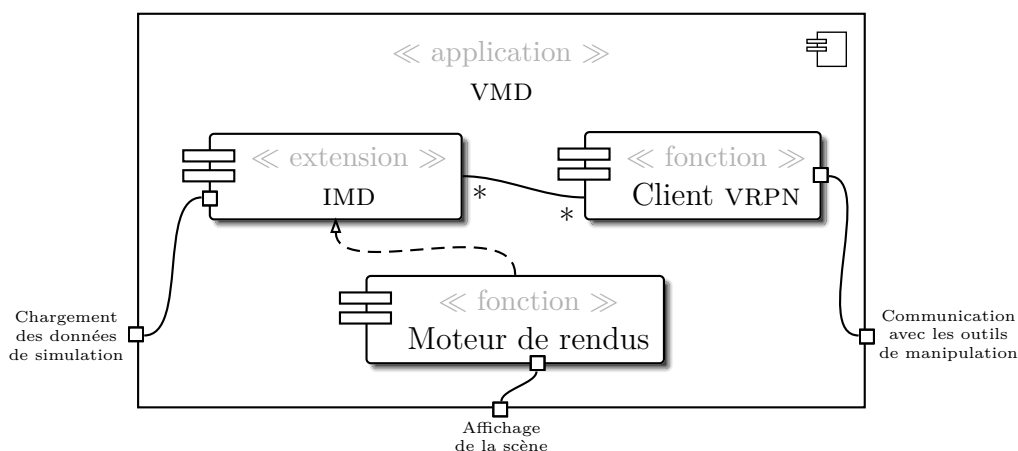 ≪ application ≫
VMD
≪ extension ≫
IMD
*
≪ fonction ≫
Client VRPN
*
≪ fonction ≫
Moteur de rendus
Chargement
des données
de simulation
Communication
avec les outils
de manipulation
Affichage
de la scène